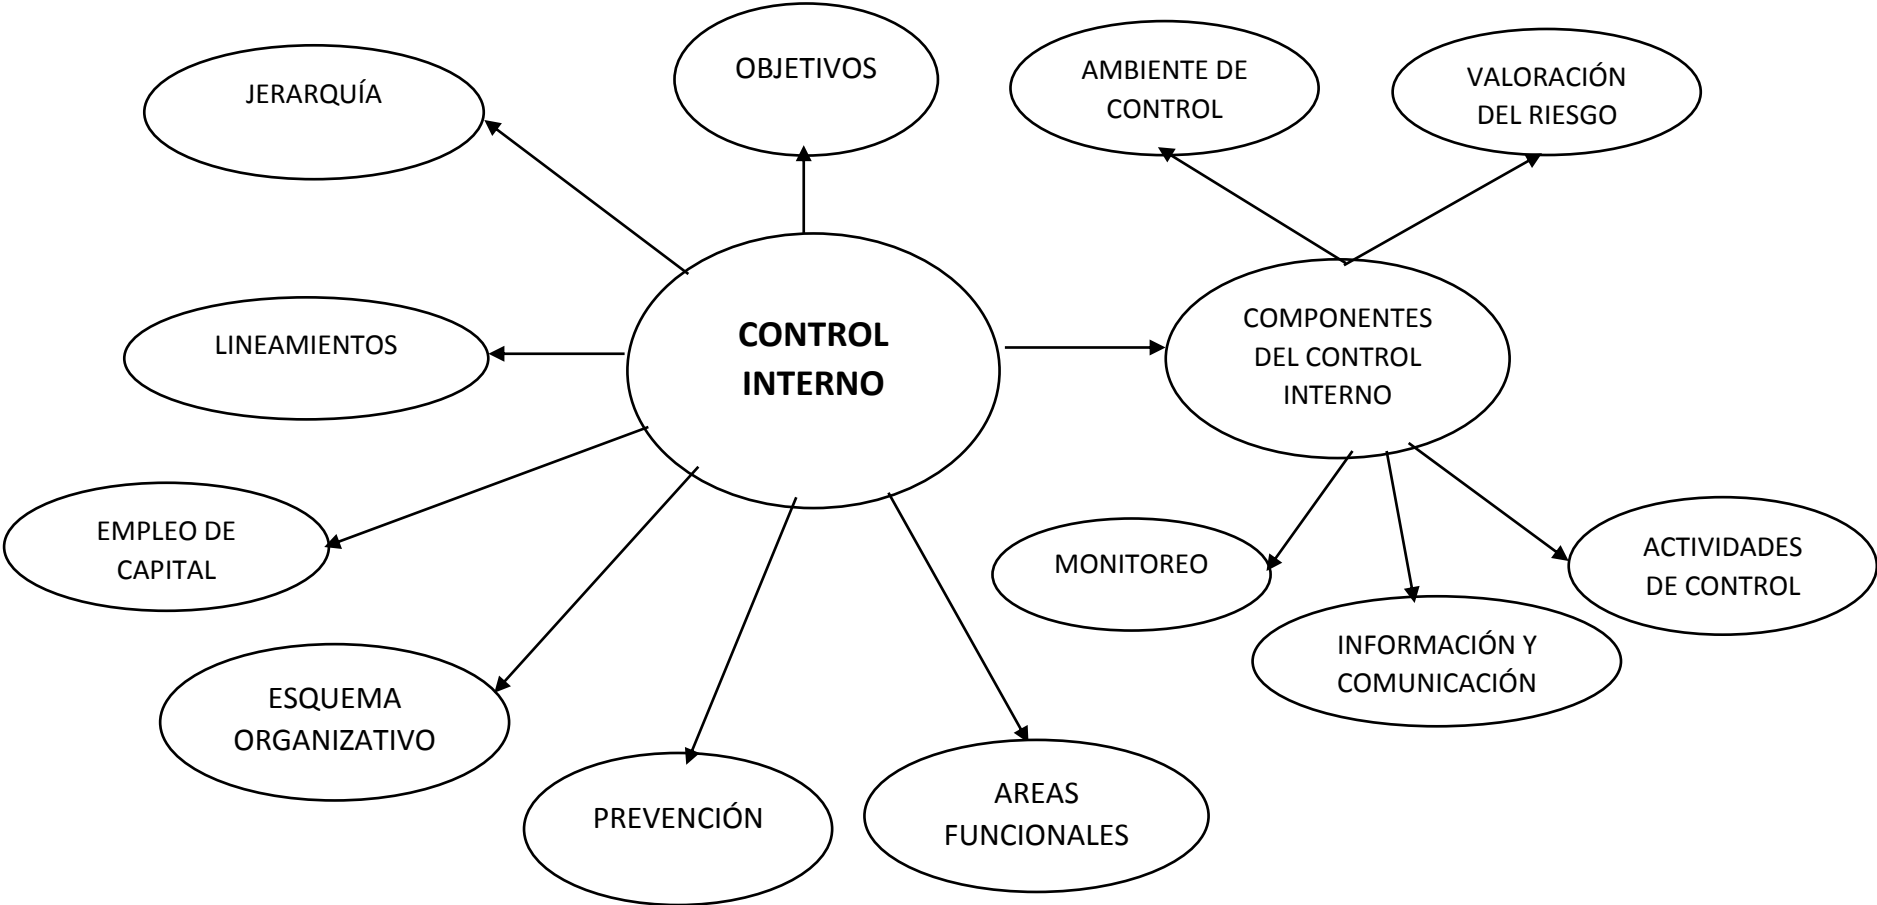 JERARQUÍA
OBJETIVOS
AMBIENTE DE
CONTROL
VALORACIÓN
DEL RIESGO
LINEAMIENTOS
CONTROL
INTERNO
COMPONENTES
DEL CONTROL
INTERNO
EMPLEO DE
CAPITAL
MONITOREO
ACTIVIDADES
DE CONTROL
INFORMACIÓN Y
COMUNICACIÓN
ESQUEMA
ORGANIZATIVO
PREVENCIÓN
AREAS
FUNCIONALES